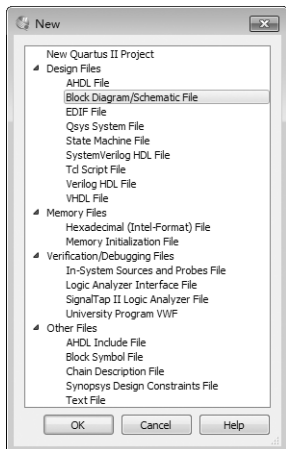 New
New Quartus II Project
Design Files
AHDL File
Block Diagram/Schematic File
EDIF File
Qsys System File
State Machine File
SystemVerilog HDL File
Tcl Script File
Verilog HDL File
VHDL File
Memory Files
Hexadecimal (Intel-Format) File
Memory Initialization File
Verification/Debugging Files
In-System Sources and Probes File
Logic Analyzer Interface File
SignalTap II Logic Analyzer File
University Program VWF
Other Files
AHDL Include File
Block Symbol File
Chain Description File
Synopsys Design Constraints File
Text File
OK Cancel Help